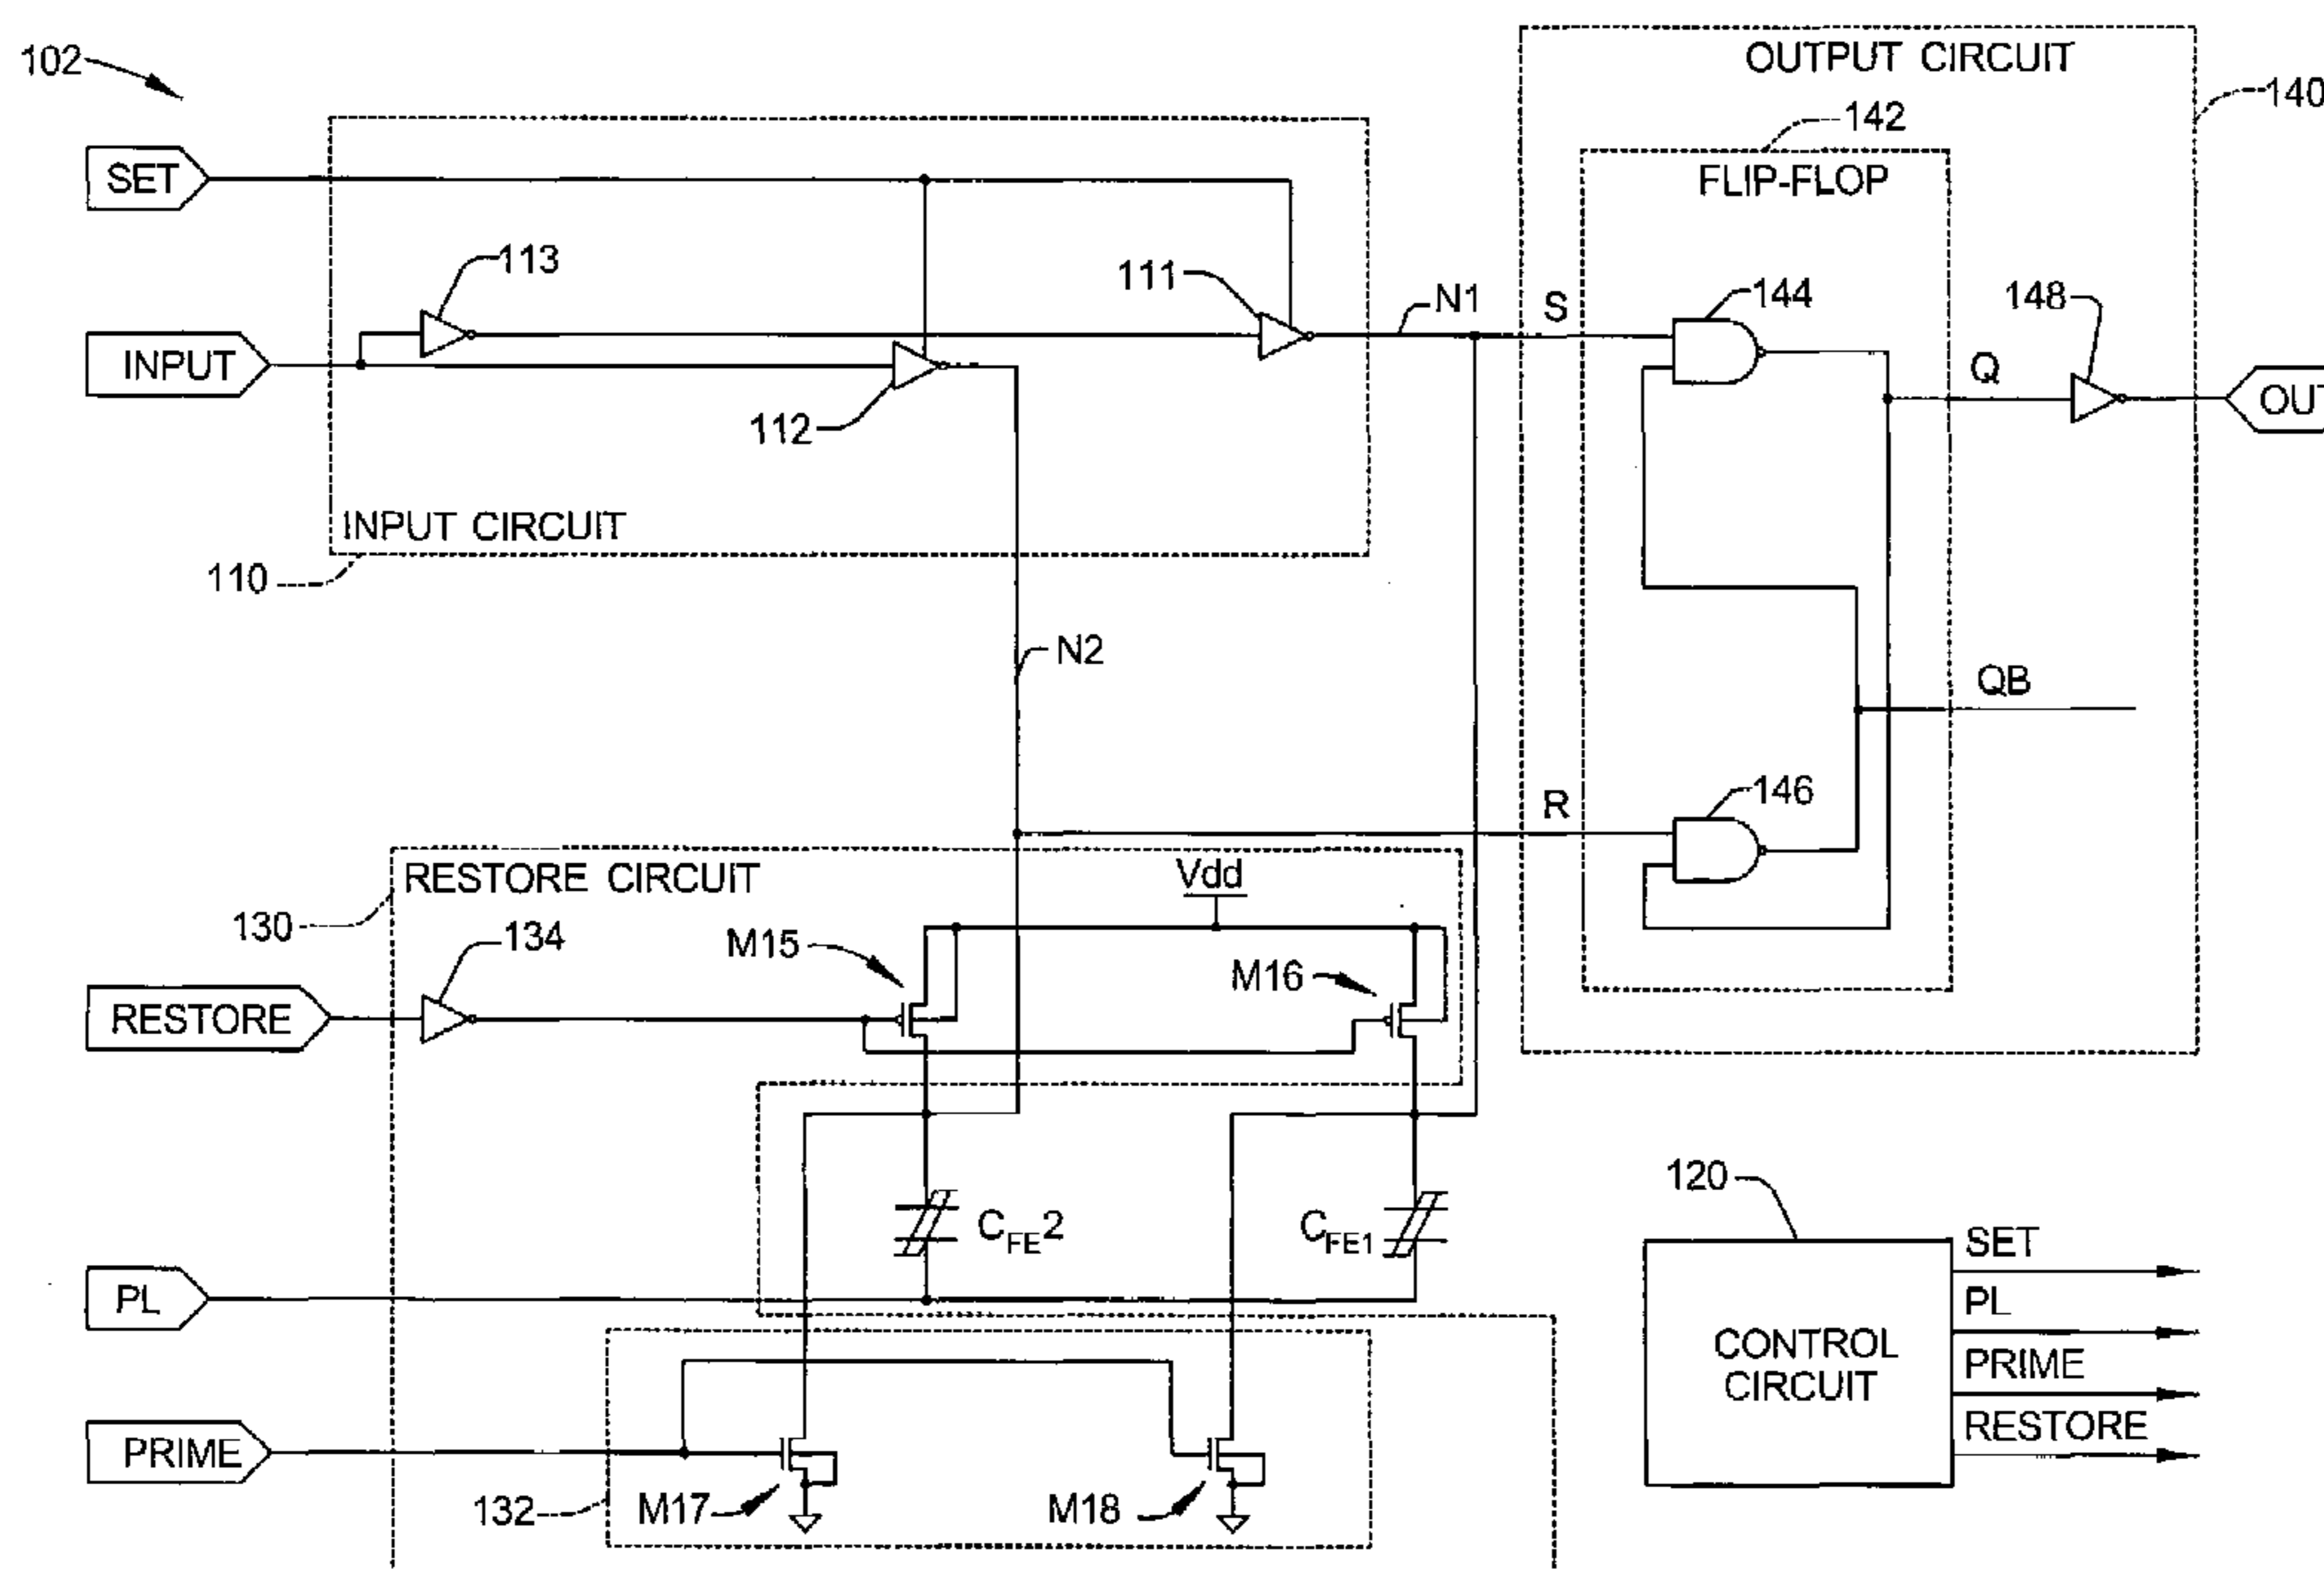 102
SET
INPUT
113
112
111
N1
INPUT CIRCUIT
110
N2
OUTPUT CIRCUIT
140
142
FLIP-FLOP
S
144
148
Q
OUT
QB
R
146
RESTORE CIRCUIT
130
134
Vdd
M15
M16
RESTORE
CFE2
CFE1
PL
PRIME
132
M17
M18
120
CONTROL
CIRCUIT
SET
PL
PRIME
RESTORE